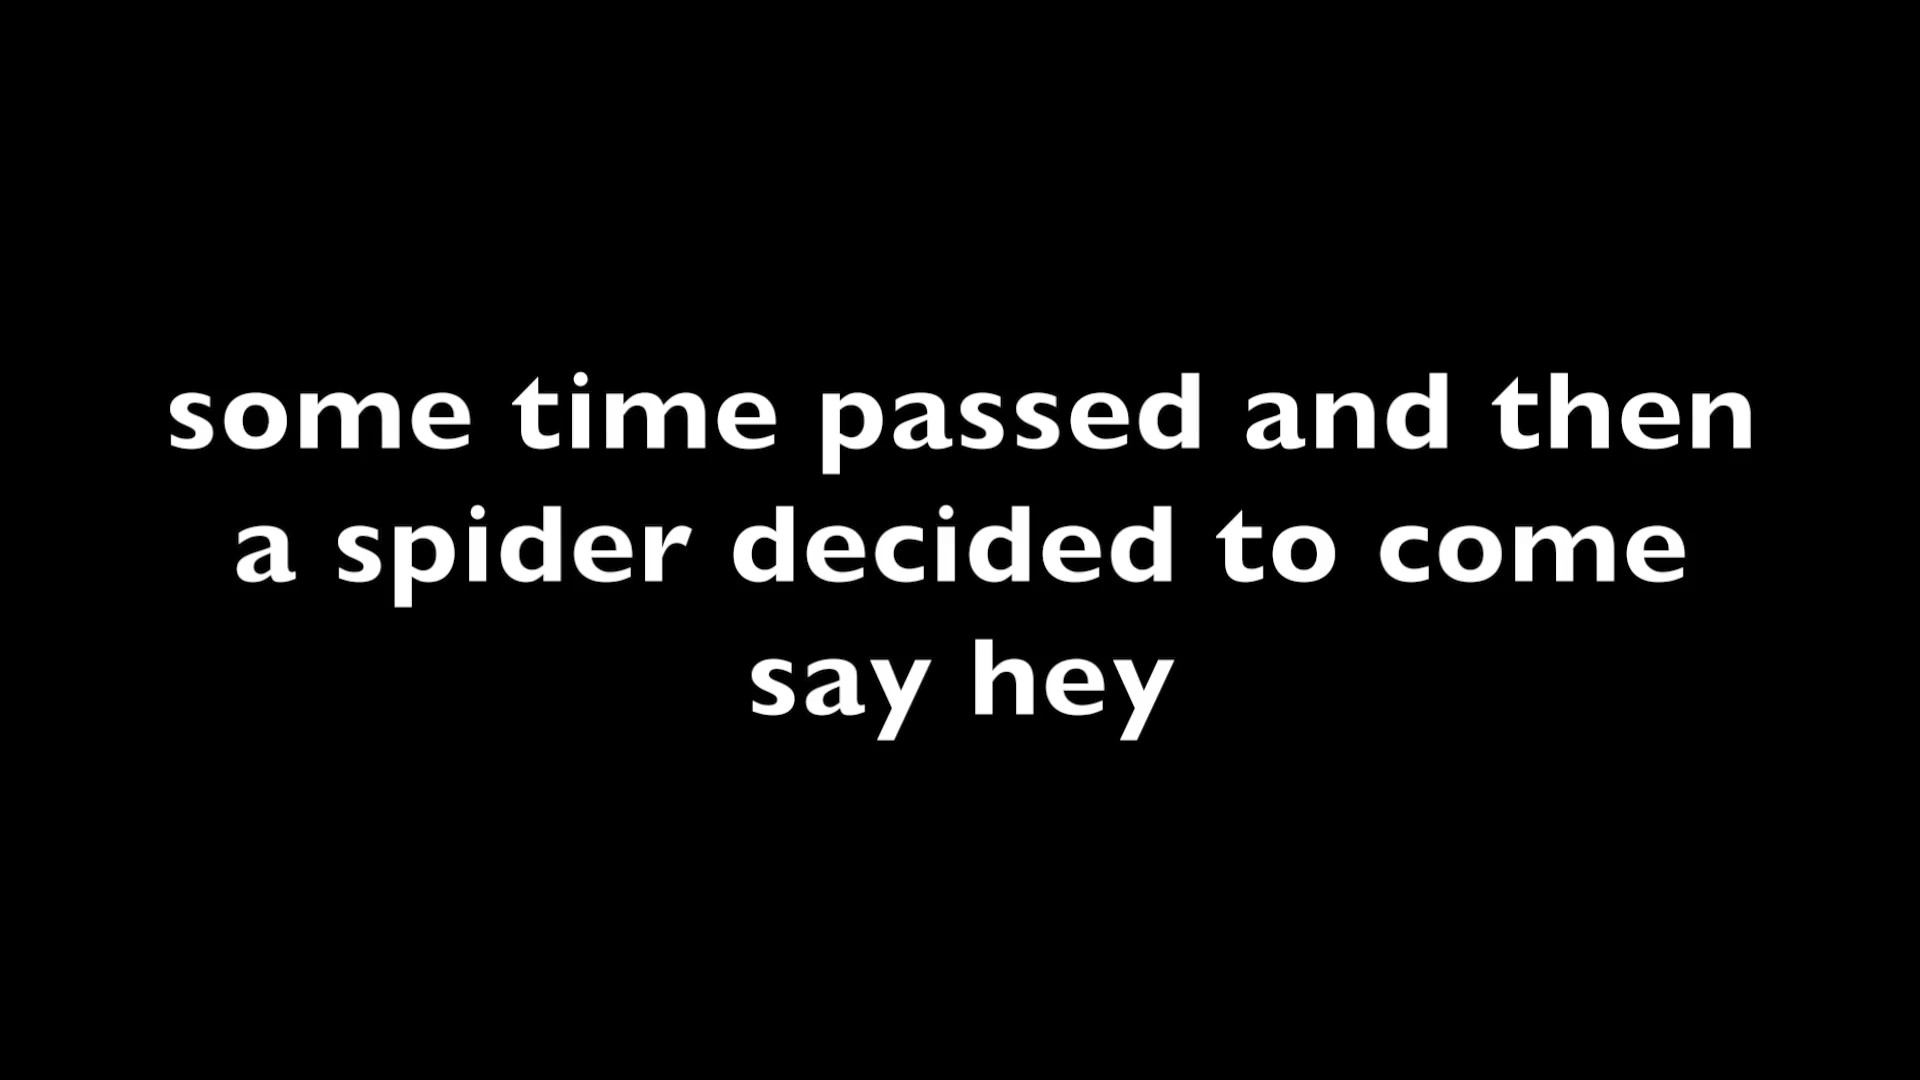 some time passed and then
a spider decided to come
say hey